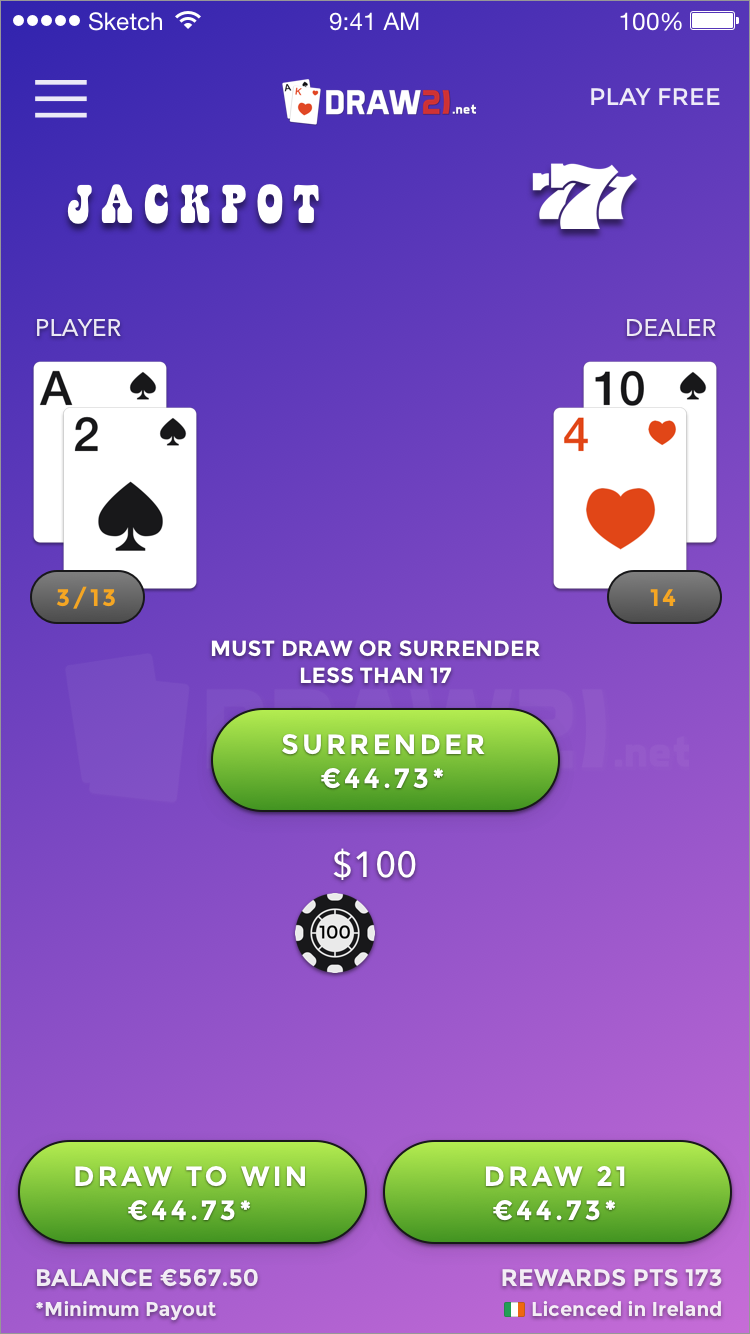 Sketch 9:41 AM 100%
A K DRAW21.net PLAY FREE
JACKPOT 777
PLAYER DEALER
A 10
2 4
3/13 14
MUST DRAW OR SURRENDER
LESS THAN 17
DRAW21.net
SURRENDER
€44.73*
$100
100
DRAW TO WIN DRAW 21
€44.73* €44.73*
BALANCE €567.50 REWARDS PTS 173
*Minimum Payout Licenced in Ireland